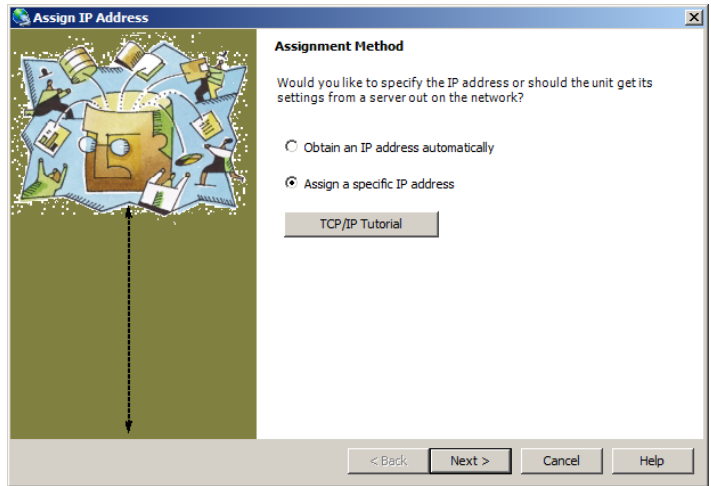 Assign IP Address
Assignment Method
Would you like to specify the IP address or should the unit get its
settings from a server out on the network?
Obtain an IP address automatically
Assign a specific IP address
TCP/IP Tutorial
< Back Next > Cancel Help